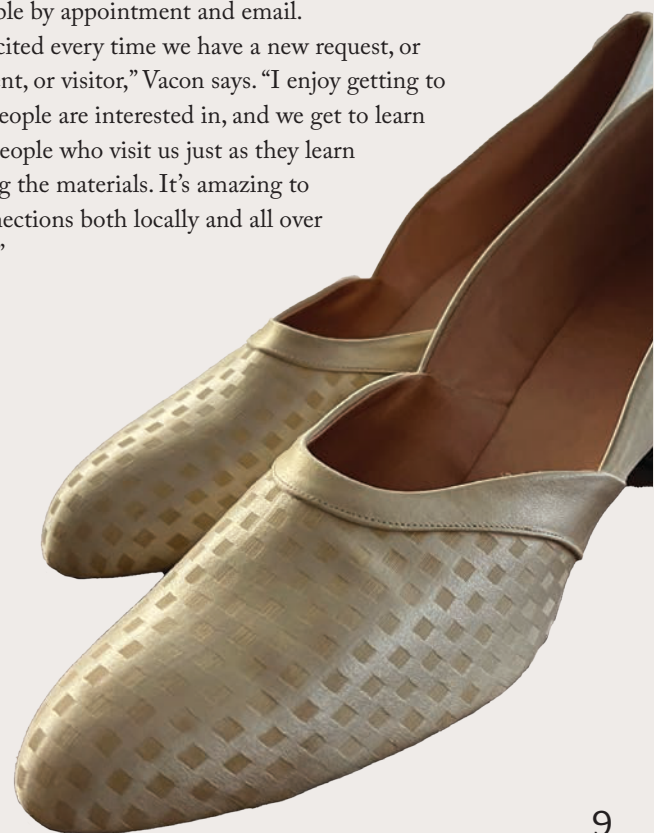 ble by appointment and email.
cited every time we have a new request, or
nt, or visitor,” Vacon says. “I enjoy getting to
eople are interested in, and we get to learn
eople who visit us just as they learn
g the materials. It’s amazing to
nections both locally and all over
”
9